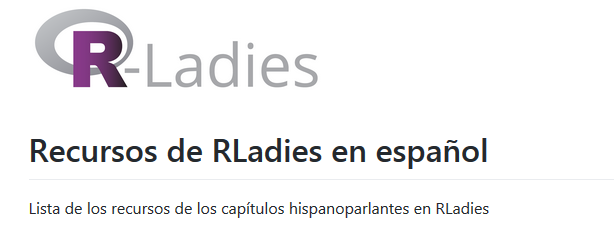 R-Ladies
Recursos de RLadies en español
Lista de los recursos de los capítulos hispanoparlantes en RLadies